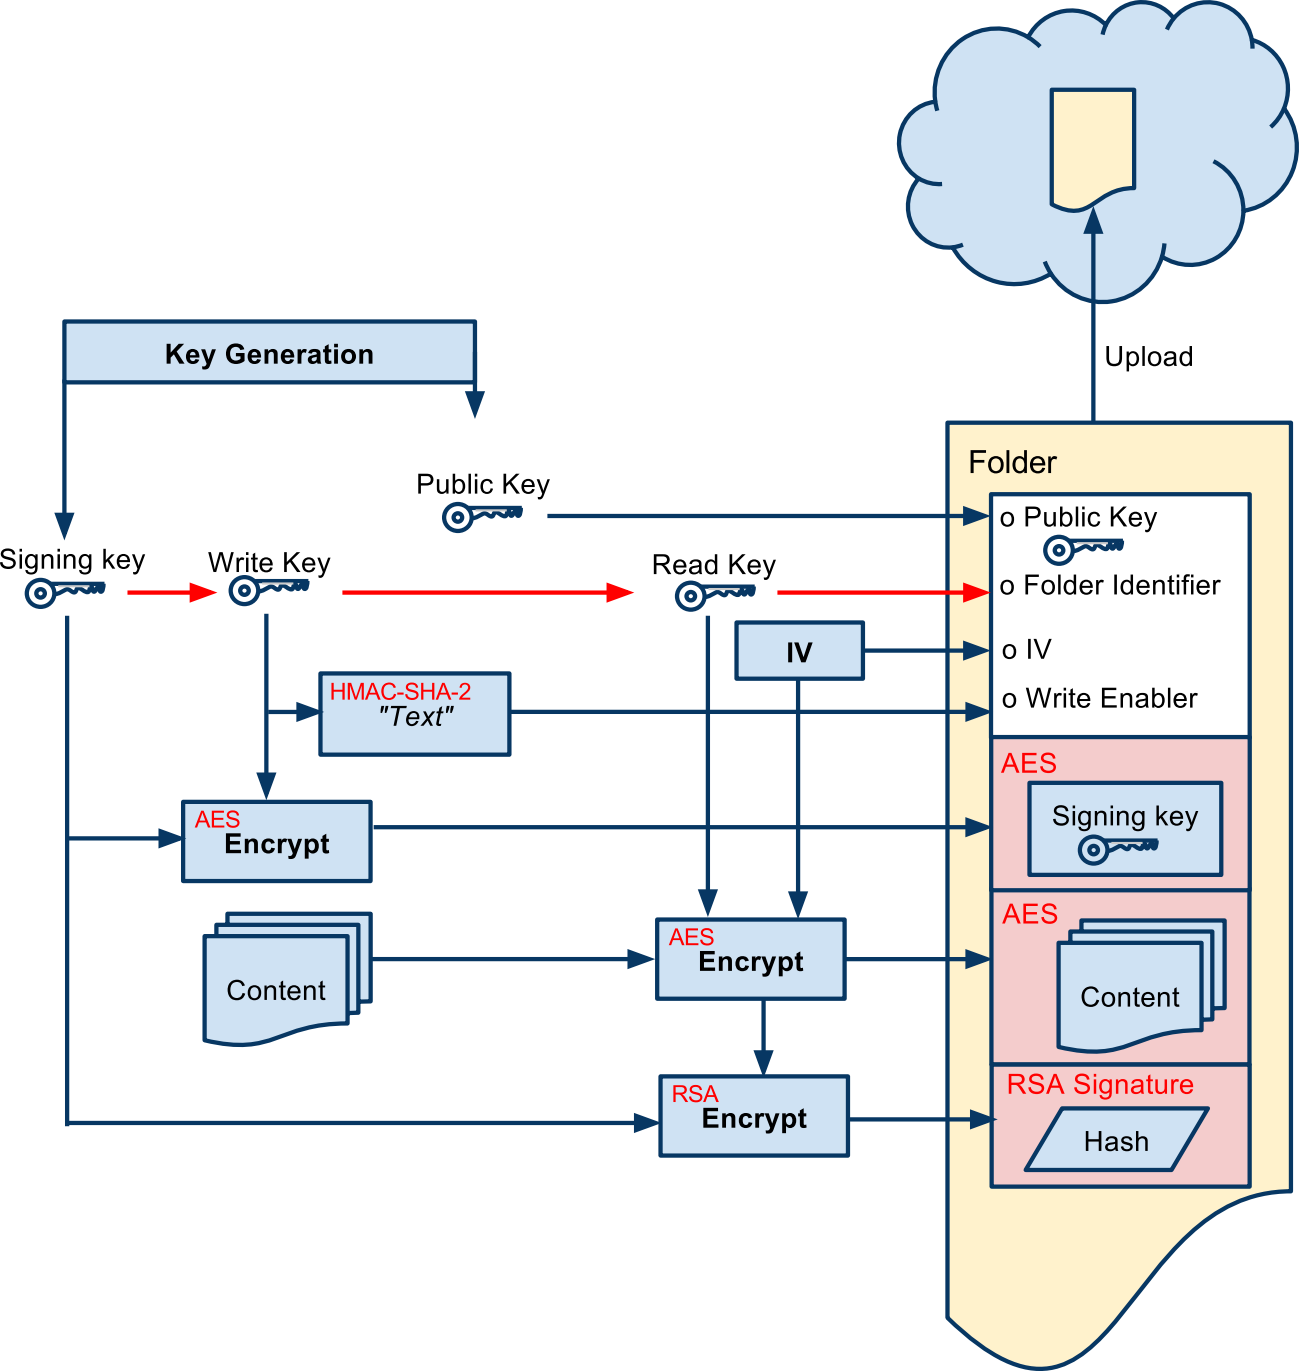 Key Generation
Upload
Folder
Public Key
o Public Key
Signing key
Write Key
Read Key
o Folder Identifier
IV
o IV
HMAC-SHA-2
"Text"
o Write Enabler
AES
Encrypt
AES
Signing key
Content
AES
Encrypt
AES
Content
RSA
Encrypt
RSA Signature
Hash